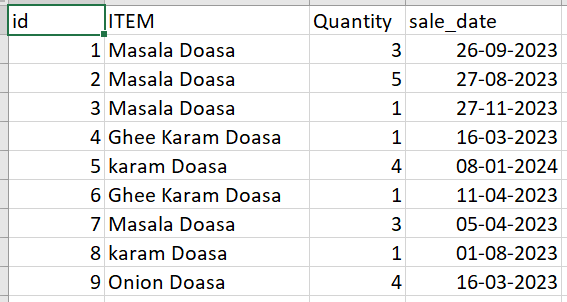 id ITEM Quantity sale_date
1 Masala Doasa 3 26-09-2023
2 Masala Doasa 5 27-08-2023
3 Masala Doasa 1 27-11-2023
4 Ghee Karam Doasa 1 16-03-2023
5 karam Doasa 4 08-01-2024
6 Ghee Karam Doasa 1 11-04-2023
7 Masala Doasa 3 05-04-2023
8 karam Doasa 1 01-08-2023
9 Onion Doasa 4 16-03-2023